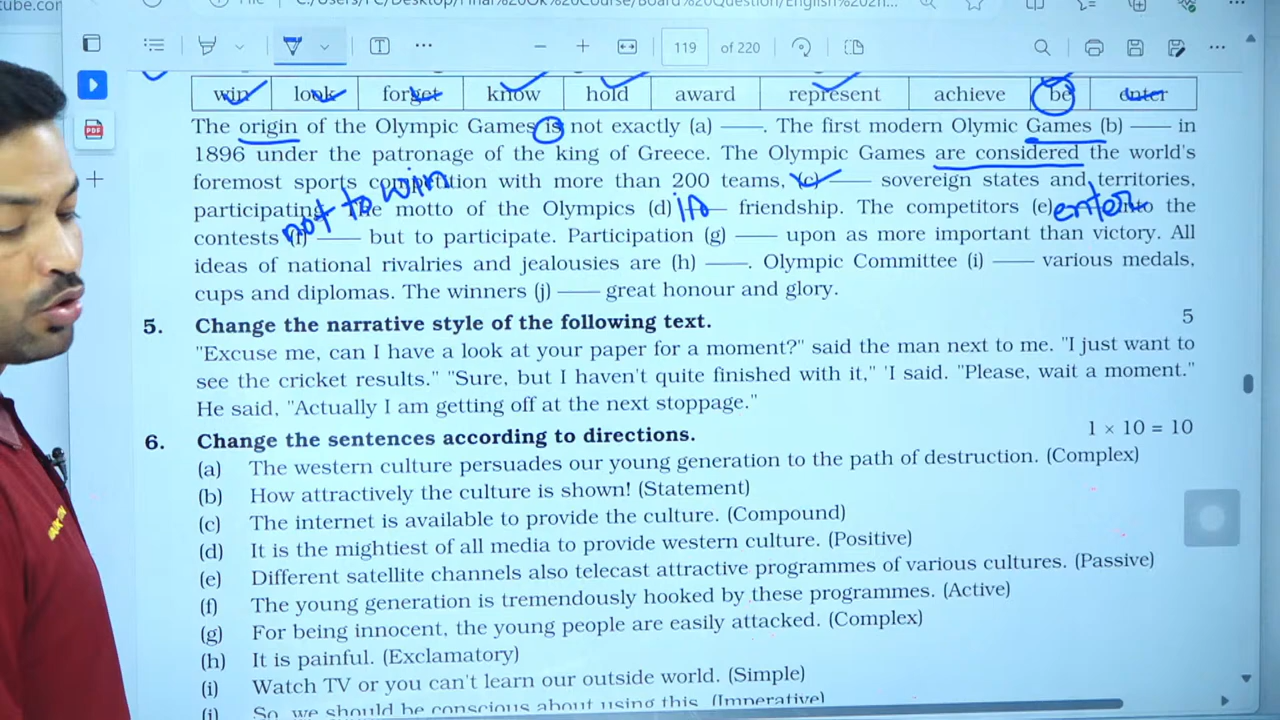 119 of 220
win look forget know hold award represent achieve be enter
The origin of the Olympic Games is not exactly (a) ——. The first modern Olymic Games (b) —— in
1896 under the patronage of the king of Greece. The Olympic Games are considered the world's
foremost sports competition with more than 200 teams, (c) —— sovereign states and territories,
participating. The motto of the Olympics (d) is —— friendship. The competitors (e) enter into the
contests (f) not to win —— but to participate. Participation (g) —— upon as more important than victory. All
ideas of national rivalries and jealousies are (h) ——. Olympic Committee (i) —— various medals,
cups and diplomas. The winners (j) —— great honour and glory.
5. Change the narrative style of the following text. 5
"Excuse me, can I have a look at your paper for a moment?" said the man next to me. "I just want to
see the cricket results." "Sure, but I haven't quite finished with it," 'I said. "Please, wait a moment."
He said, "Actually I am getting off at the next stoppage."
6. Change the sentences according to directions. 1 × 10 = 10
(a) The western culture persuades our young generation to the path of destruction. (Complex)
(b) How attractively the culture is shown! (Statement)
(c) The internet is available to provide the culture. (Compound)
(d) It is the mightiest of all media to provide western culture. (Positive)
(e) Different satellite channels also telecast attractive programmes of various cultures. (Passive)
(f) The young generation is tremendously hooked by these programmes. (Active)
(g) For being innocent, the young people are easily attacked. (Complex)
(h) It is painful. (Exclamatory)
(i) Watch TV or you can't learn our outside world. (Simple)
(j) So, we should be conscious about using this. (Imperative)